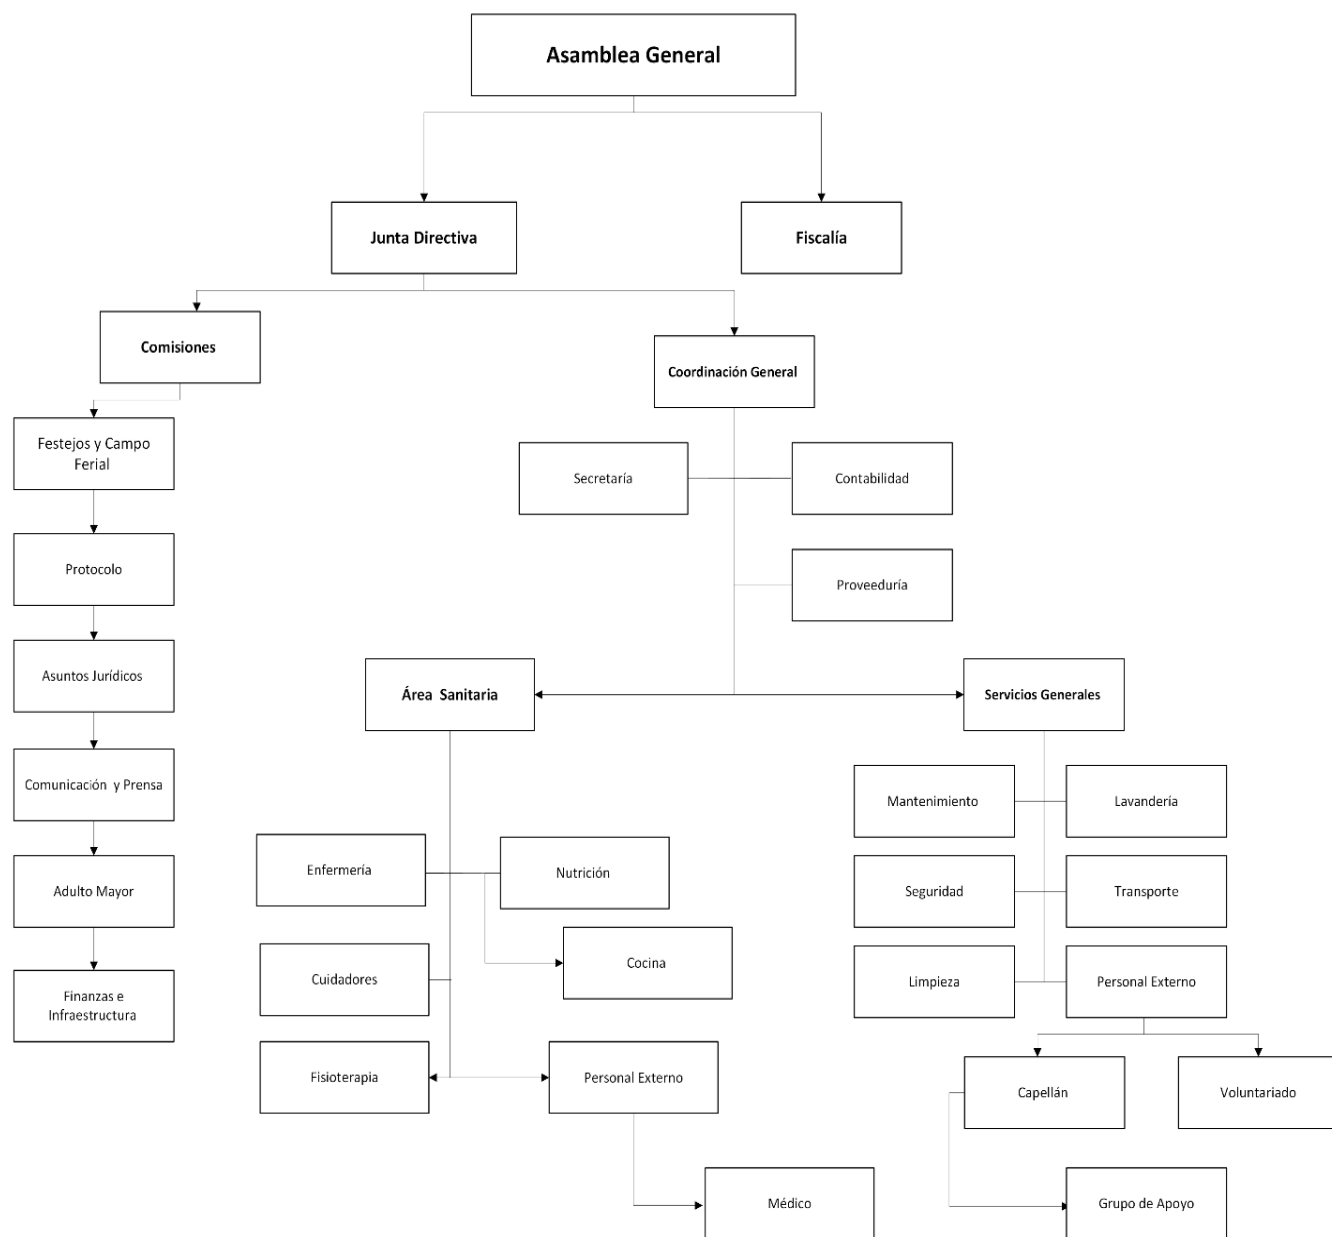 Asamblea General
Junta Directiva
Fiscalía
Comisiones
Coordinación General
Festejos y Campo
Ferial
Secretaría
Contabilidad
Protocolo
Proveeduría
Asuntos Jurídicos
Área  Sanitaria
Servicios Generales
Comunicación  y Prensa
Mantenimiento
Lavandería
Enfermería
Nutrición
Adulto Mayor
Seguridad
Transporte
Cuidadores
Cocina
Limpieza
Personal Externo
Finanzas e
Infraestructura
Fisioterapia
Personal Externo
Capellán
Voluntariado
Médico
Grupo de Apoyo